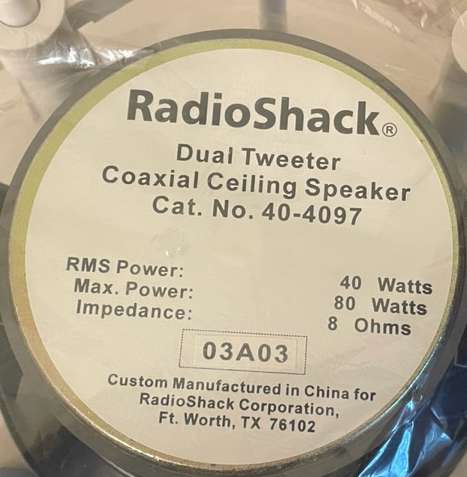 RadioShack®
Dual Tweeter
Coaxial Ceiling Speaker
Cat. No. 40-4097
RMS Power: 40 Watts
Max. Power: 80 Watts
Impedance: 8 Ohms
03A03
Custom Manufactured in China for
RadioShack Corporation,
Ft. Worth, TX 76102